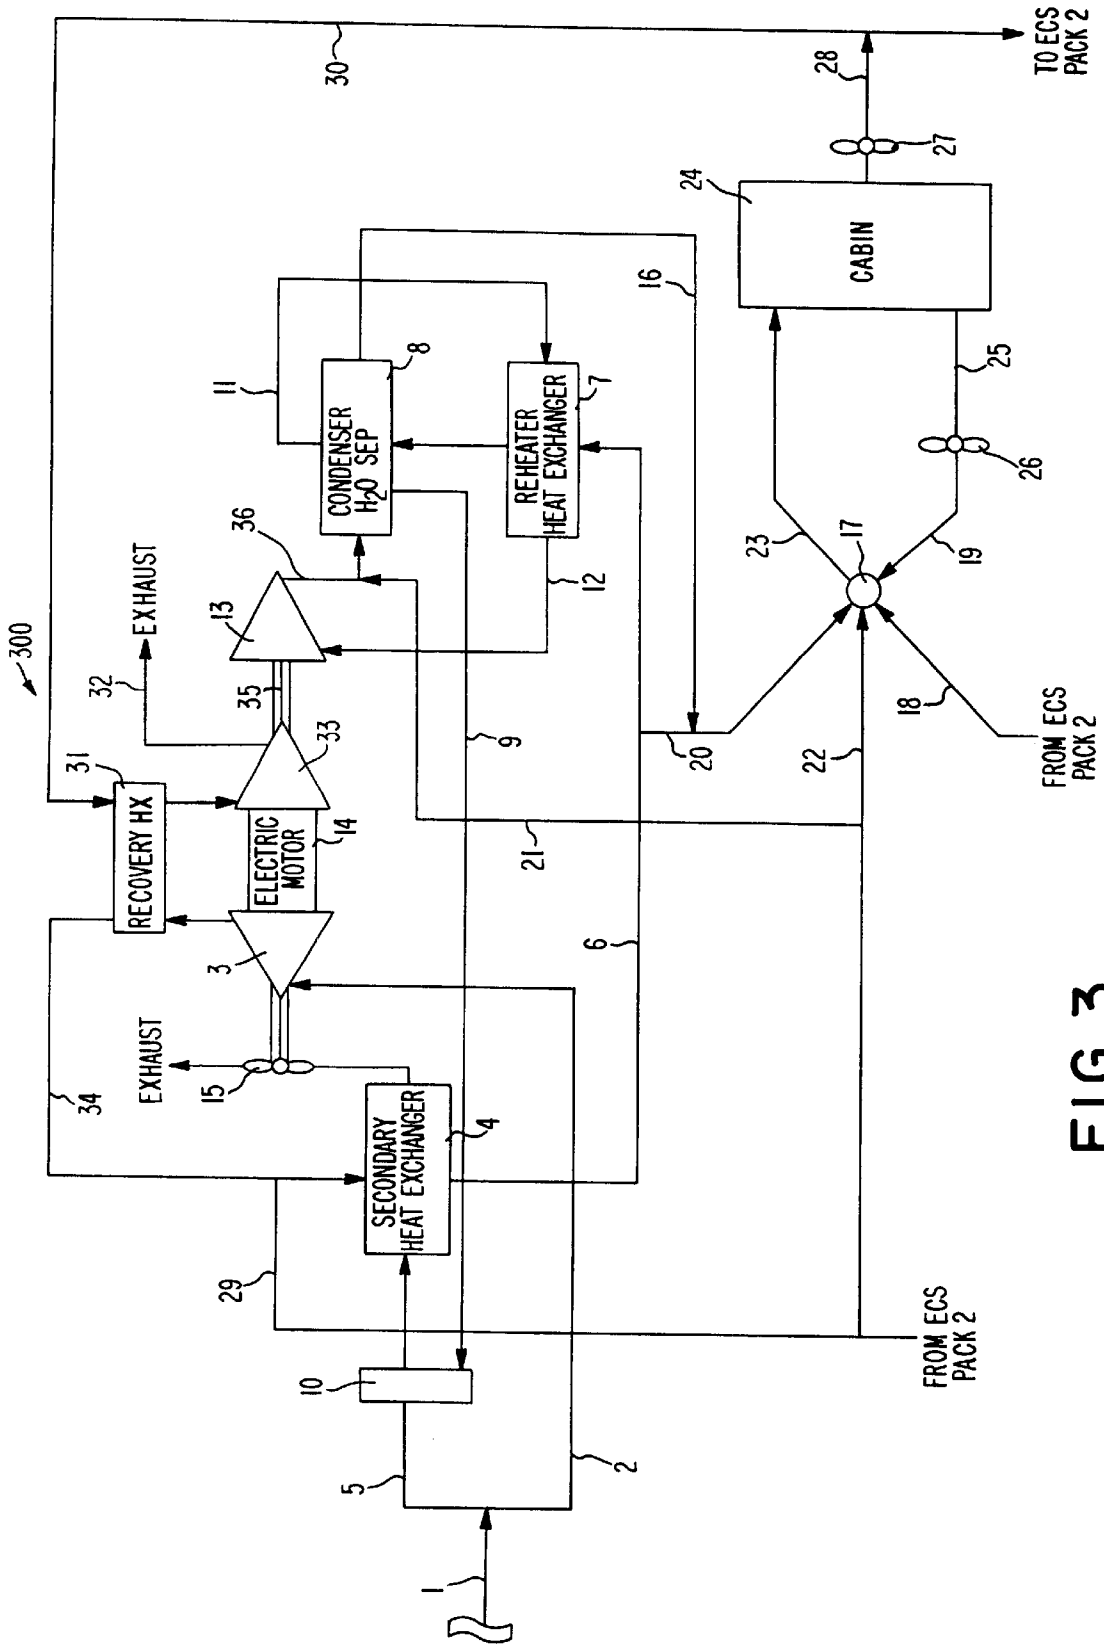 300
30
TO ECS
PACK 2
34
31
RECOVERY HX
32
EXHAUST
EXHAUST
15
3
ELECTRIC
MOTOR
14
33
35
13
36
11
CONDENSER
H2O SEP
8
REHEATER
HEAT EXCHANGER
7
12
16
24
CABIN
28
27
25
26
23
19
17
18
FROM ECS
PACK 2
22
20
21
9
6
SECONDARY
HEAT EXCHANGER
4
29
10
5
2
1
FROM ECS
PACK 2
FIG. 3